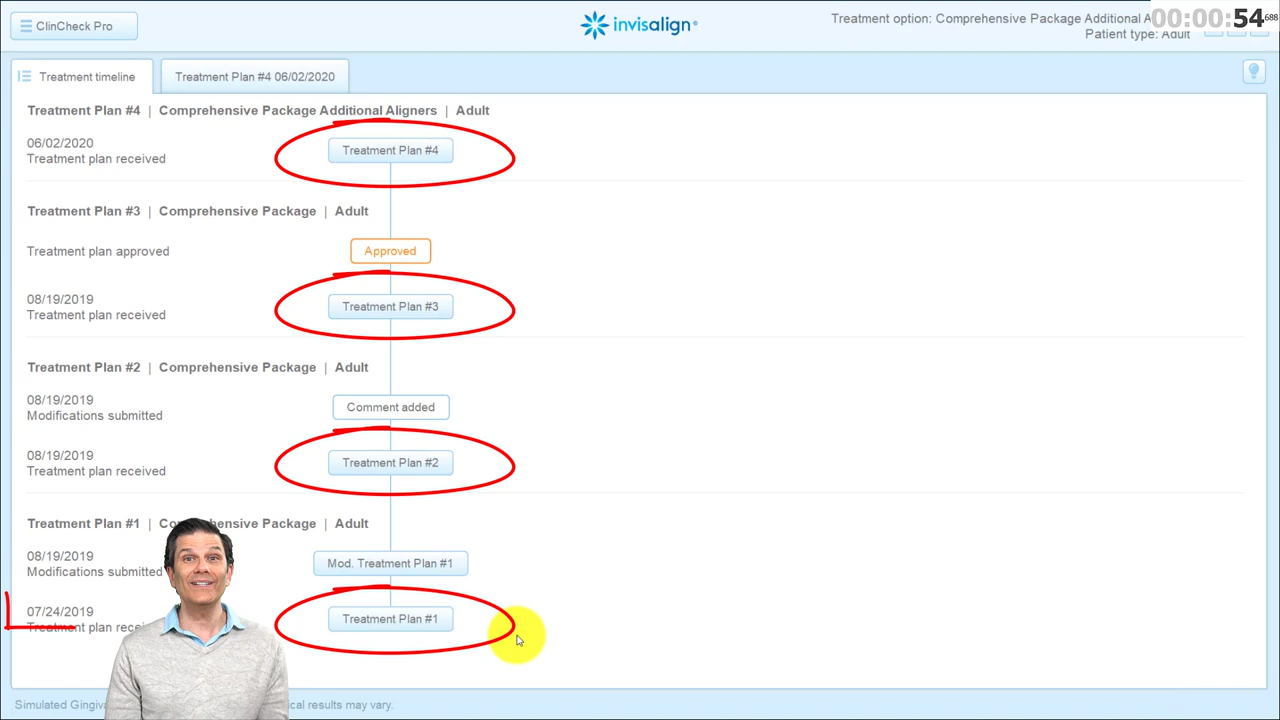 ClinCheck Pro
invisalign
Treatment option: Comprehensive Package Additional A
Patient type: Adult
00:00:54 688
Treatment timeline
Treatment Plan #4 06/02/2020
Treatment Plan #4 | Comprehensive Package Additional Aligners | Adult
06/02/2020
Treatment plan received
Treatment Plan #4
Treatment Plan #3 | Comprehensive Package | Adult
Treatment plan approved
Approved
08/19/2019
Treatment plan received
Treatment Plan #3
Treatment Plan #2 | Comprehensive Package | Adult
08/19/2019
Modifications submitted
Comment added
08/19/2019
Treatment plan received
Treatment Plan #2
Treatment Plan #1 | Comprehensive Package | Adult
08/19/2019
Modifications submitted
Mod. Treatment Plan #1
07/24/2019
Treatment plan
Treatment Plan #1
Simulated results may vary.